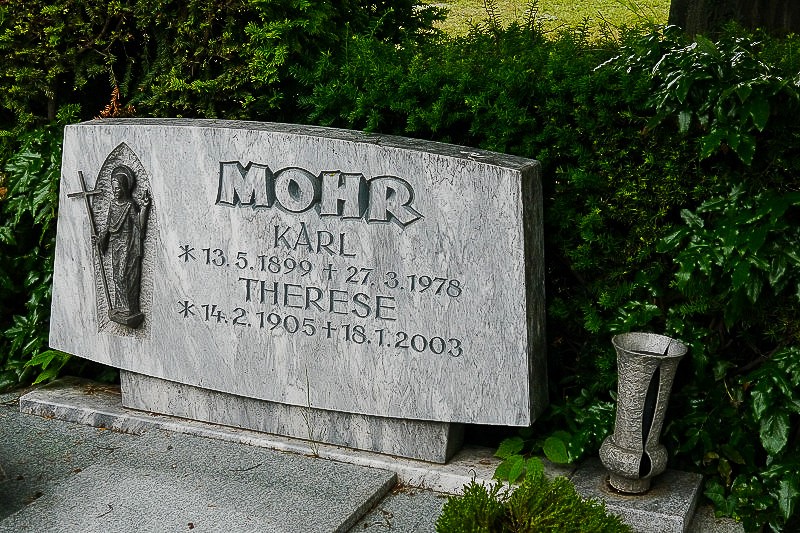 MOHR
KARL
* 13. 5. 1899 + 27. 3. 1978
THERESE
* 14. 2. 1905 + 18. 1. 2003